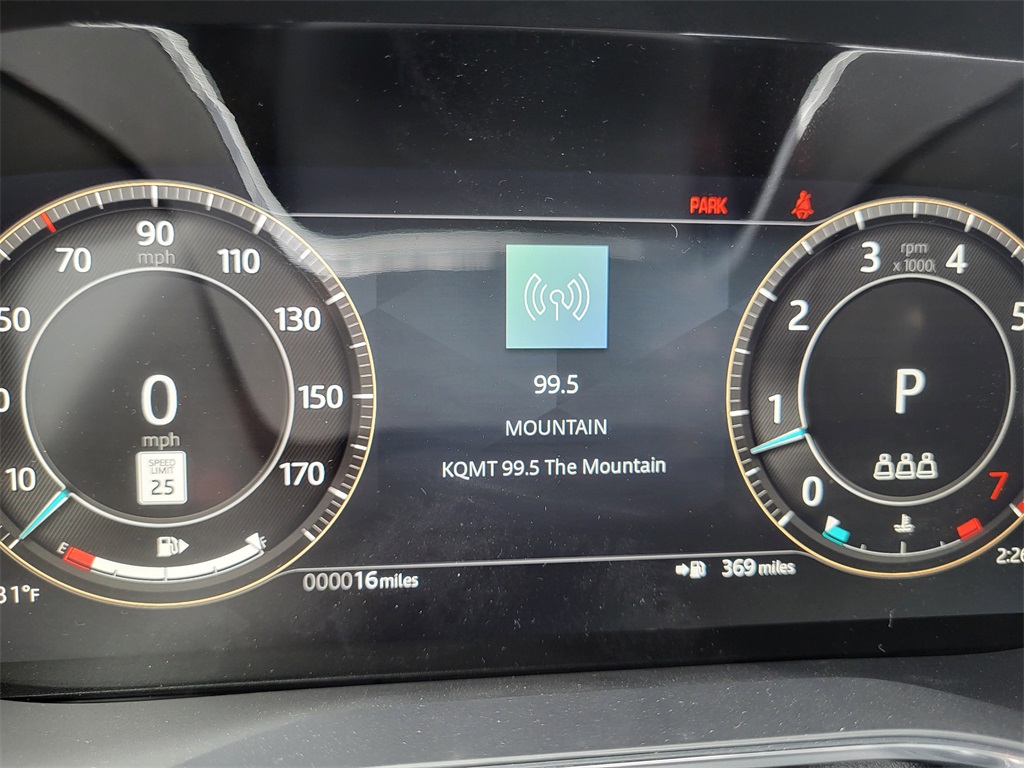 PARK
90
mph
70
110
50
130
0
mph
150
SPEED
LIMIT
25
10
170
E
F
000016 miles
99.5
MOUNTAIN
KQMT 99.5 The Mountain
369 miles
rpm
x 1000
3
4
2
5
1
P
0
7